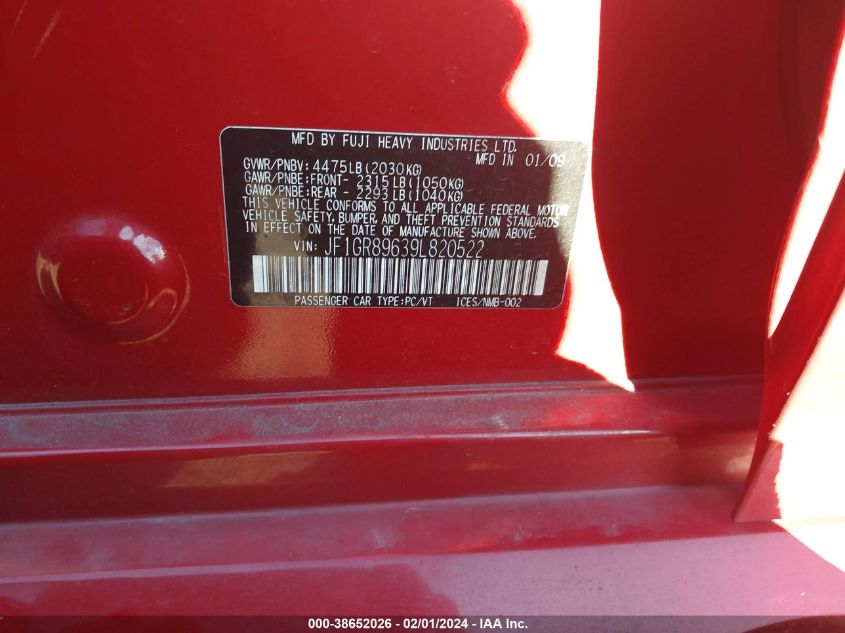 MFD BY FUJI HEAVY INDUSTRIES LTD.
MFD IN 01/09
GVWR/PNBV: 4475LB(2030KG)
GAWR/PNBE:FRONT- 2315LB(1050KG)
GAWR/PNBE:REAR - 2293LB(1040KG)
THIS VEHICLE CONFORMS TO ALL APPLICABLE FEDERAL MOTOR
VEHICLE SAFETY, BUMPER, AND THEFT PREVENTION STANDARDS
IN EFFECT ON THE DATE OF MANUFACTURE SHOWN ABOVE.
VIN: JF1GR89639L820522
PASSENGER CAR TYPE:PC/VT ICES/NMB-002
000-38652026 - 02/01/2024 - IAA Inc.